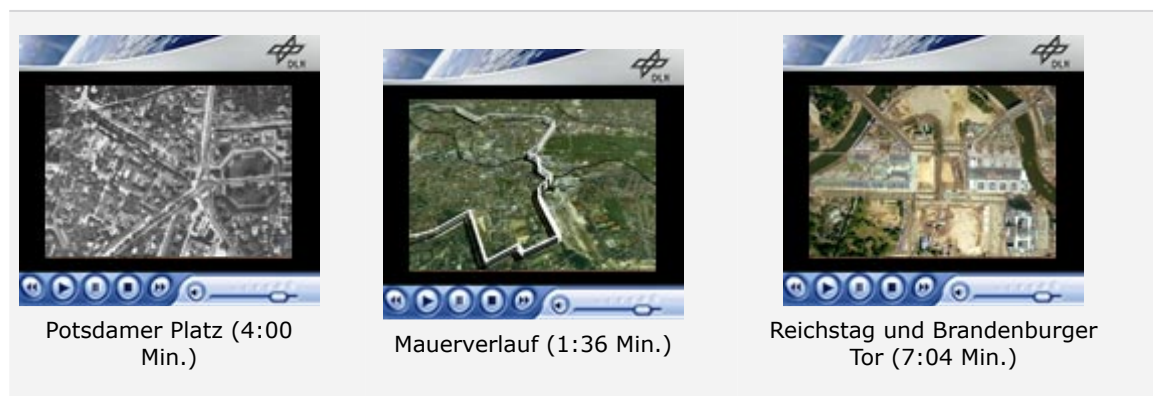 DLR
DLR
DLR
Potsdamer Platz (4:00
Min.)
Mauerverlauf (1:36 Min.)
Reichstag und Brandenburger
Tor (7:04 Min.)